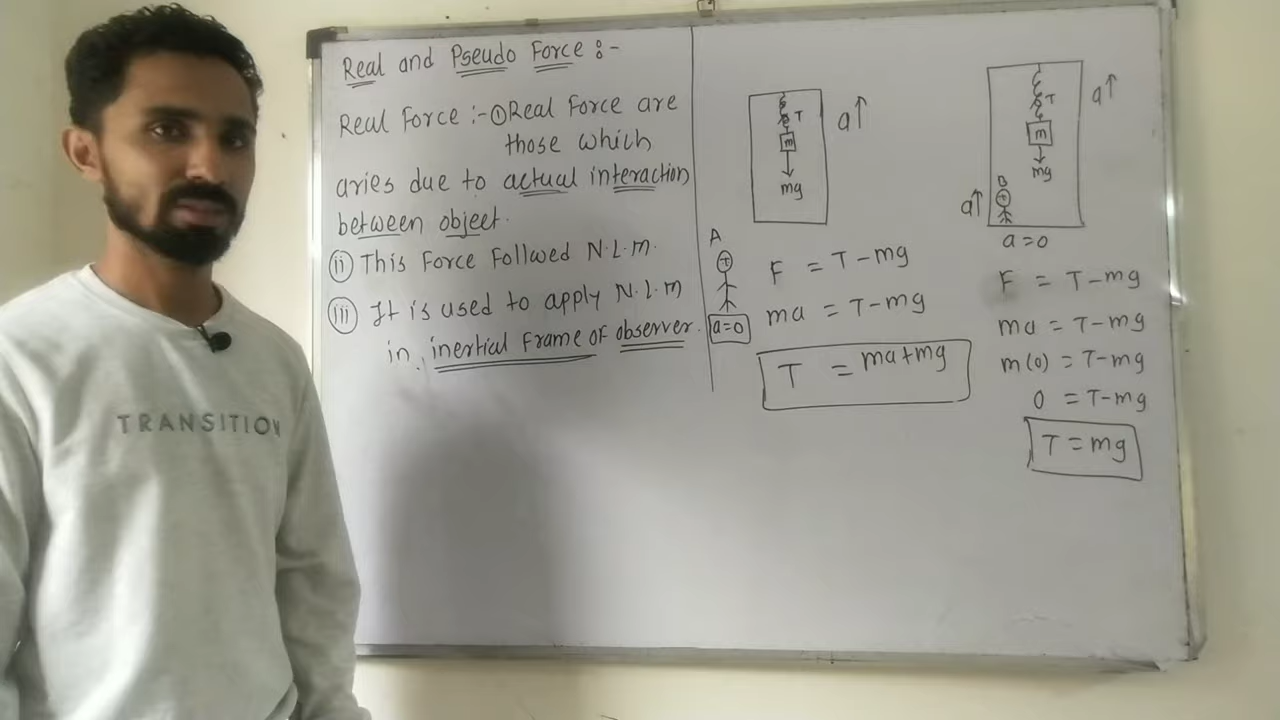 Real and Pseudo Force :-
Real Force :- ① Real Force are
those which
aries due to actual interaction
between object.
(ii) This Force Follwed N.L.M.
(iii) It is used to apply N.L.M
in, inertial Frame of observer.
T
m
mg
a↑
A
a=0
F = T-mg
ma = T-mg
T = ma+mg
T
m
mg
a↑
B
a↑
a=0
F = T-mg
ma = T-mg
m(0) = T-mg
0 = T-mg
T = mg
TRANSITION